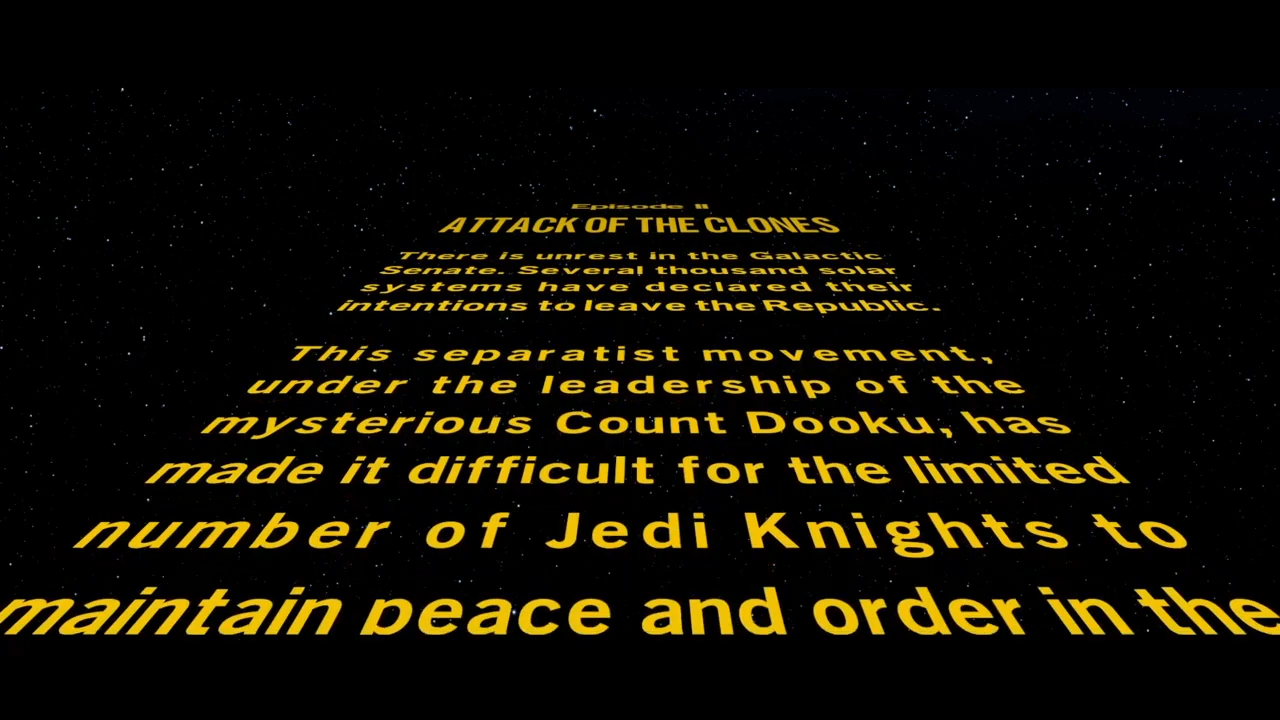 Episode II
ATTACK OF THE CLONES
There is unrest in the Galactic
Senate. Several thousand solar
systems have declared their
intentions to leave the Republic.
This separatist movement,
under the leadership of the
mysterious Count Dooku, has
made it difficult for the limited
number of Jedi Knights to
maintain peace and order in the